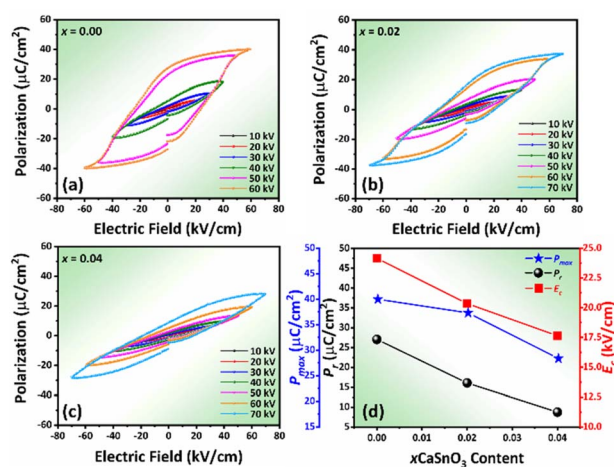 x = 0.00
Polarization (μC/cm²)
60
40
20
0
-20
-40
-60
10 kV
20 kV
30 kV
40 kV
50 kV
60 kV
(a)
-80 -60 -40 -20 0 20 40 60 80
Electric Field (kV/cm)
x = 0.02
Polarization (μC/cm²)
60
40
20
0
-20
-40
-60
10 kV
20 kV
30 kV
40 kV
50 kV
60 kV
70 kV
(b)
-80 -60 -40 -20 0 20 40 60 80
Electric Field (kV/cm)
x = 0.04
Polarization (μC/cm²)
60
40
20
0
-20
-40
-60
10 kV
20 kV
30 kV
40 kV
50 kV
60 kV
70 kV
(c)
-80 -60 -40 -20 0 20 40 60 80
Electric Field (kV/cm)
Pmax (μC/cm²)
50
45
40
35
30
25
20
15
Pr (μC/cm²)
50
45
40
35
30
25
20
15
10
5
Pmax
Pr
Ec
(d)
25.0
22.5
20.0
17.5
15.0
12.5
10.0
Ec (kV/cm)
0.00 0.01 0.02 0.03 0.04
xCaSnO₃ Content